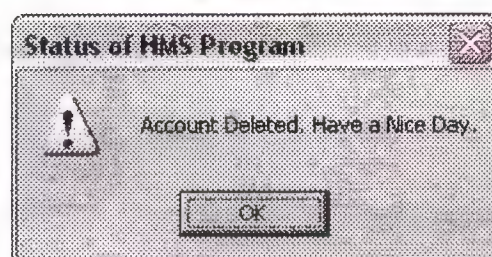 Status of HMS Program
Account Deleted. Have a Nice Day.
OK